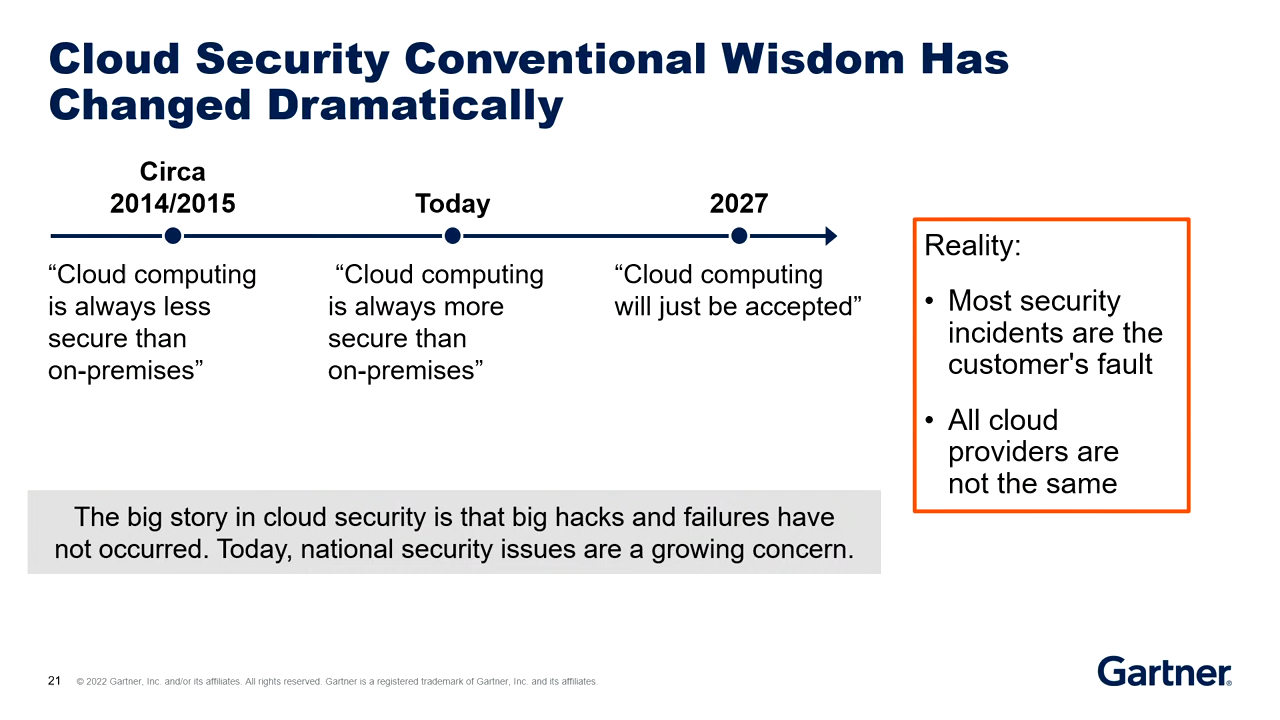 Cloud Security Conventional Wisdom Has
Changed Dramatically
Circa
2014/2015
Today
2027
“Cloud computing
is always less
secure than
on-premises”
“Cloud computing
is always more
secure than
on-premises”
“Cloud computing
will just be accepted”
Reality:
• Most security
incidents are the
customer's fault
• All cloud
providers are
not the same
The big story in cloud security is that big hacks and failures have
not occurred. Today, national security issues are a growing concern.
21 © 2022 Gartner, Inc. and/or its affiliates. All rights reserved. Gartner is a registered trademark of Gartner, Inc. and its affiliates.
Gartner®